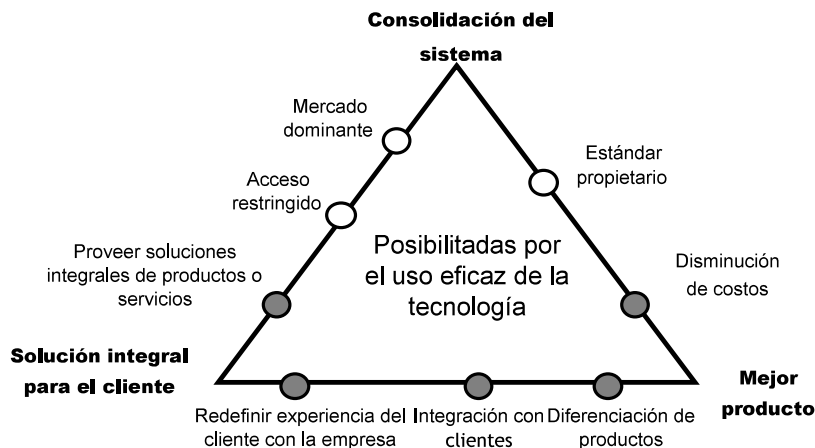 Consolidación del
sistema
Mercado
dominante
Estándar
propietario
Acceso
restringido
Proveer soluciones
integrales de productos o
servicios
Posibilitadas por
el uso eficaz de la
tecnología
Disminución
de costos
Solución integral
para el cliente
Mejor
producto
Redefinir experiencia del
cliente con la empresa
Integración con
clientes
Diferenciación de
productos